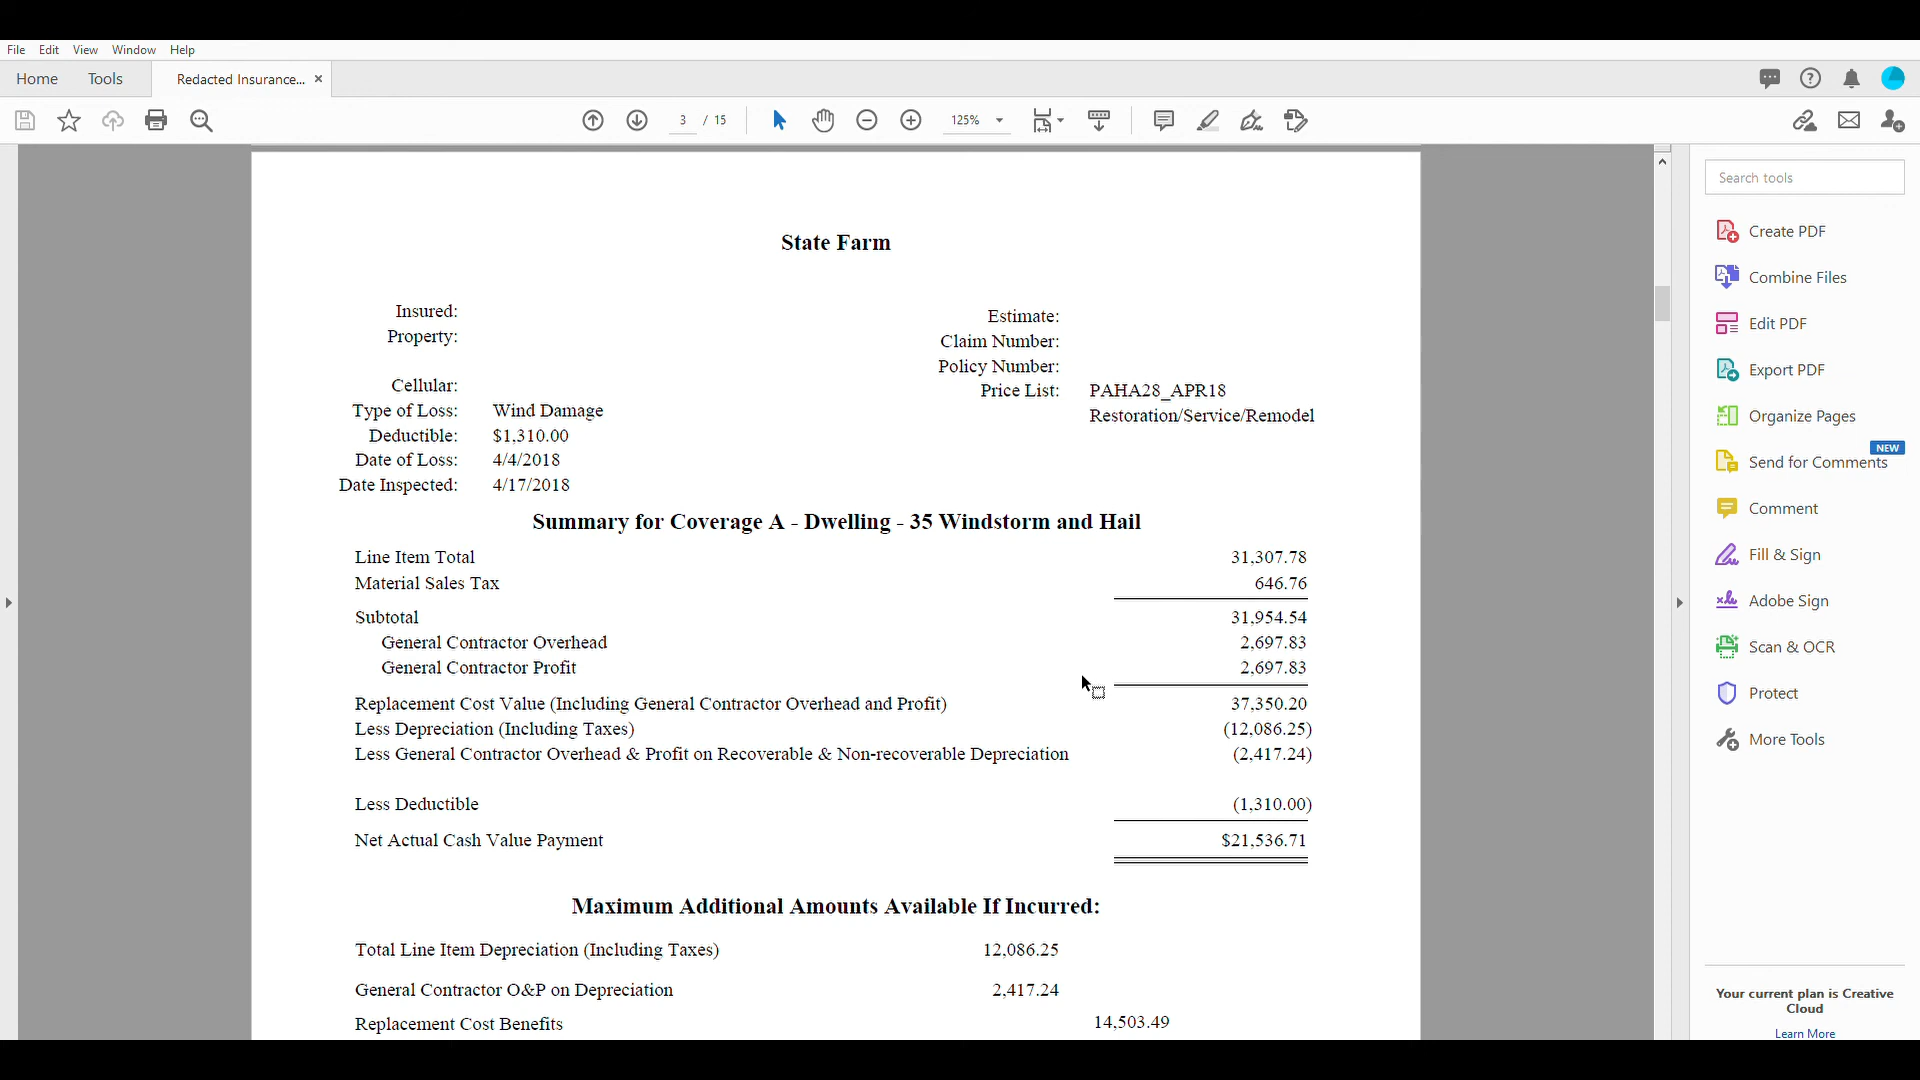 File Edit View Window Help
Home Tools Redacted Insurance... ×
3 / 15 125%
Search tools
Create PDF
Combine Files
Edit PDF
Export PDF
Organize Pages
NEW
Send for Comments
Comment
Fill & Sign
Adobe Sign
Scan & OCR
Protect
More Tools
Your current plan is Creative
Cloud
Learn More
State Farm
Insured:
Property:
Cellular:
Type of Loss: Wind Damage
Deductible: $1,310.00
Date of Loss: 4/4/2018
Date Inspected: 4/17/2018
Estimate:
Claim Number:
Policy Number:
Price List: PAHA28_APR18
Restoration/Service/Remodel
Summary for Coverage A - Dwelling - 35 Windstorm and Hail
Line Item Total 31,307.78
Material Sales Tax 646.76
Subtotal 31,954.54
General Contractor Overhead 2,697.83
General Contractor Profit 2,697.83
Replacement Cost Value (Including General Contractor Overhead and Profit) 37,350.20
Less Depreciation (Including Taxes) (12,086.25)
Less General Contractor Overhead & Profit on Recoverable & Non-recoverable Depreciation (2,417.24)
Less Deductible (1,310.00)
Net Actual Cash Value Payment $21,536.71
Maximum Additional Amounts Available If Incurred:
Total Line Item Depreciation (Including Taxes) 12,086.25
General Contractor O&P on Depreciation 2,417.24
Replacement Cost Benefits 14,503.49